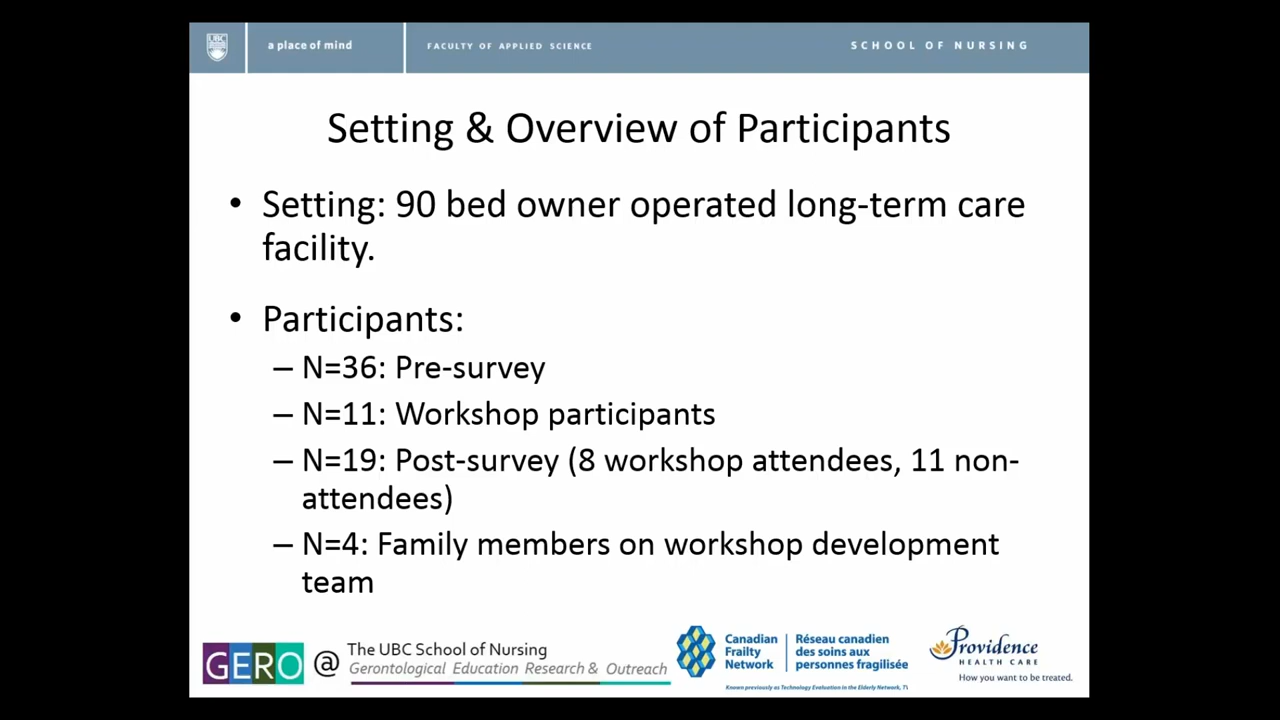 UBC
a place of mind
FACULTY OF APPLIED SCIENCE
SCHOOL OF NURSING
Setting & Overview of Participants
• Setting: 90 bed owner operated long-term care
facility.
• Participants:
– N=36: Pre-survey
– N=11: Workshop participants
– N=19: Post-survey (8 workshop attendees, 11 non-
attendees)
– N=4: Family members on workshop development
team
GERO @
The UBC School of Nursing
Gerontological Education Research & Outreach
Canadian
Frailty
Network
Réseau canadien
des soins aux
personnes fragilisées
Known previously as Technology Evaluation in the Elderly Network,
Providence
HEALTH CARE
How you want to be treated.